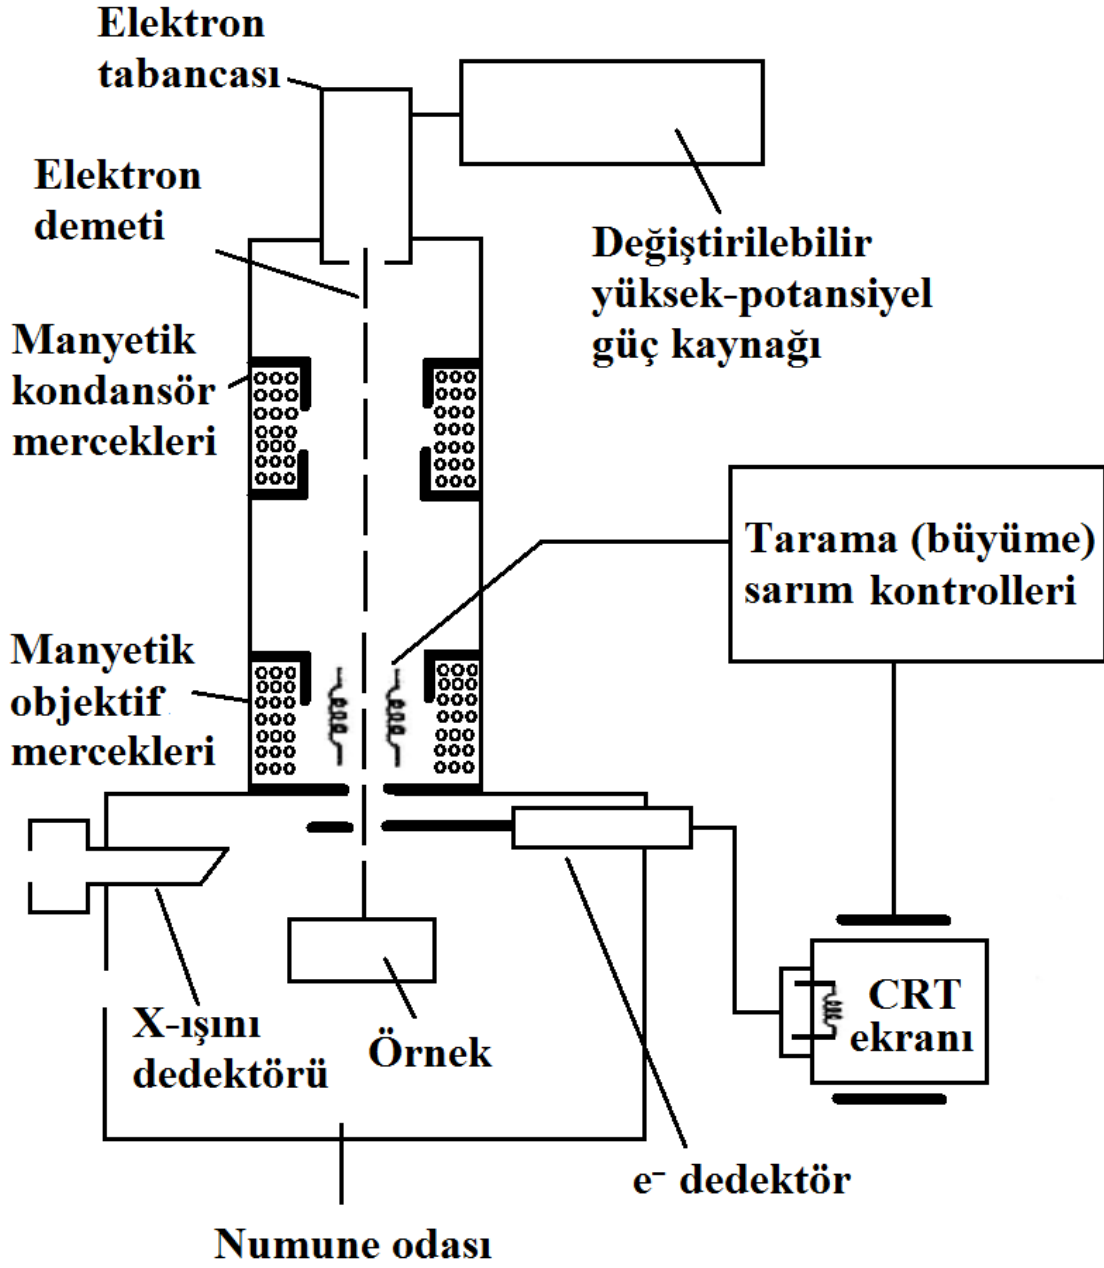 Elektron
tabancası
Elektron
demeti
Değiştirilebilir
yüksek-potansiyel
güç kaynağı
Manyetik
kondansör
mercekleri
Tarama (büyüme)
sarım kontrolleri
Manyetik
objektif
mercekleri
X-ışını
dedektörü
Örnek
CRT
ekranı
e⁻ dedektör
Numune odası